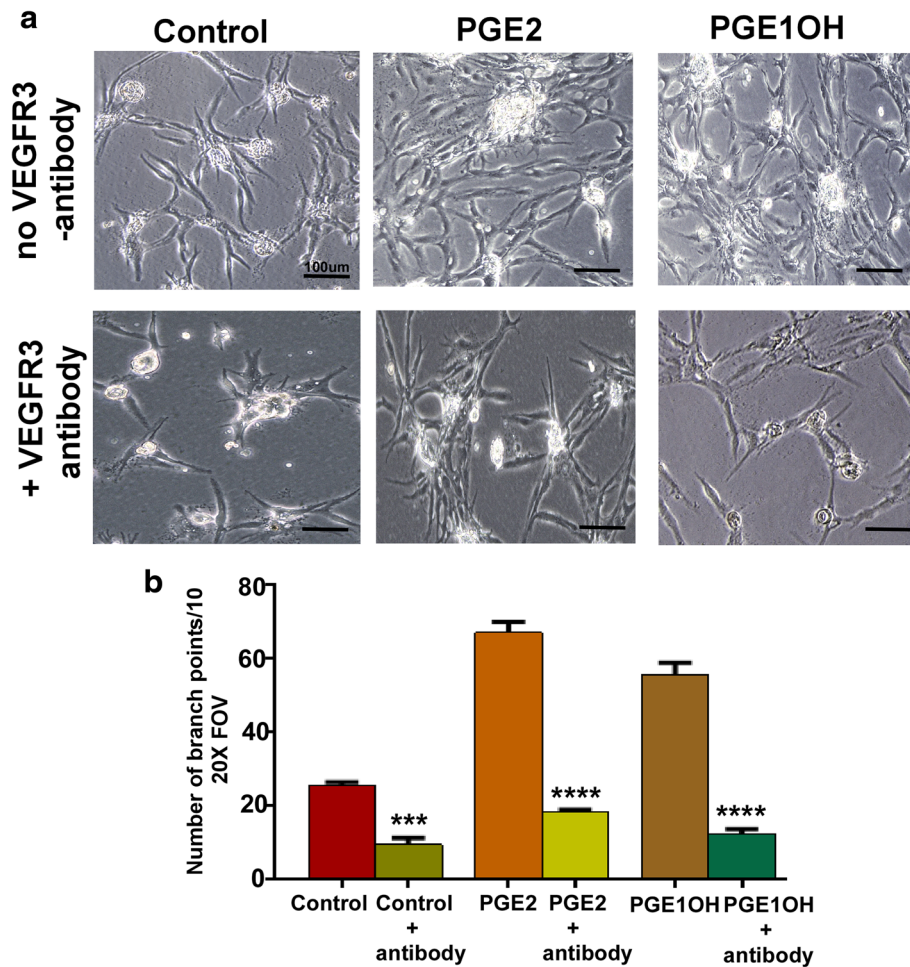 a
Control
PGE2
PGE1OH
no VEGFR3
-antibody
100um
+ VEGFR3
antibody
b
Number of branch points/10
20X FOV
80
60
40
20
0
***
****
****
Control
Control
+
antibody
PGE2
PGE2
+
antibody
PGE1OH
PGE1OH
+
antibody